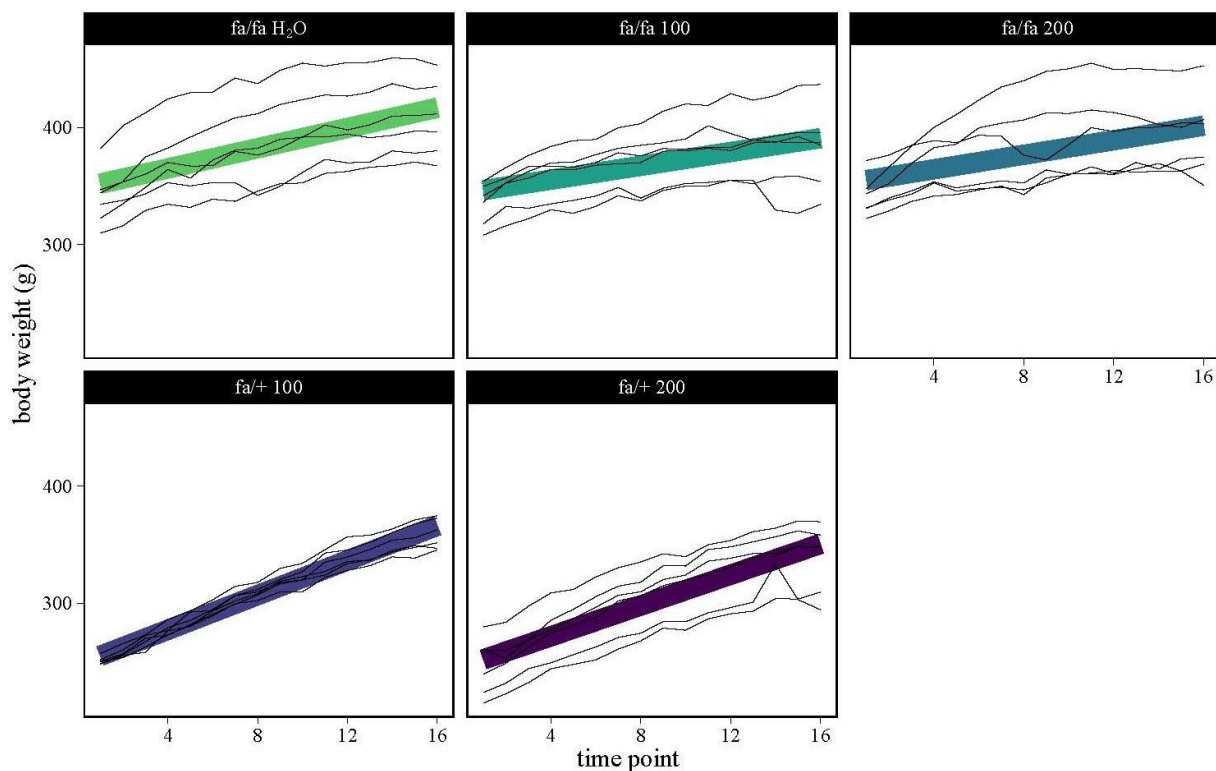 fa/fa H₂O
fa/fa 100
fa/fa 200
400
300
4 8 12 16
fa/+ 100
fa/+ 200
400
300
4 8 12 16
4 8 12 16
body weight (g)
time point